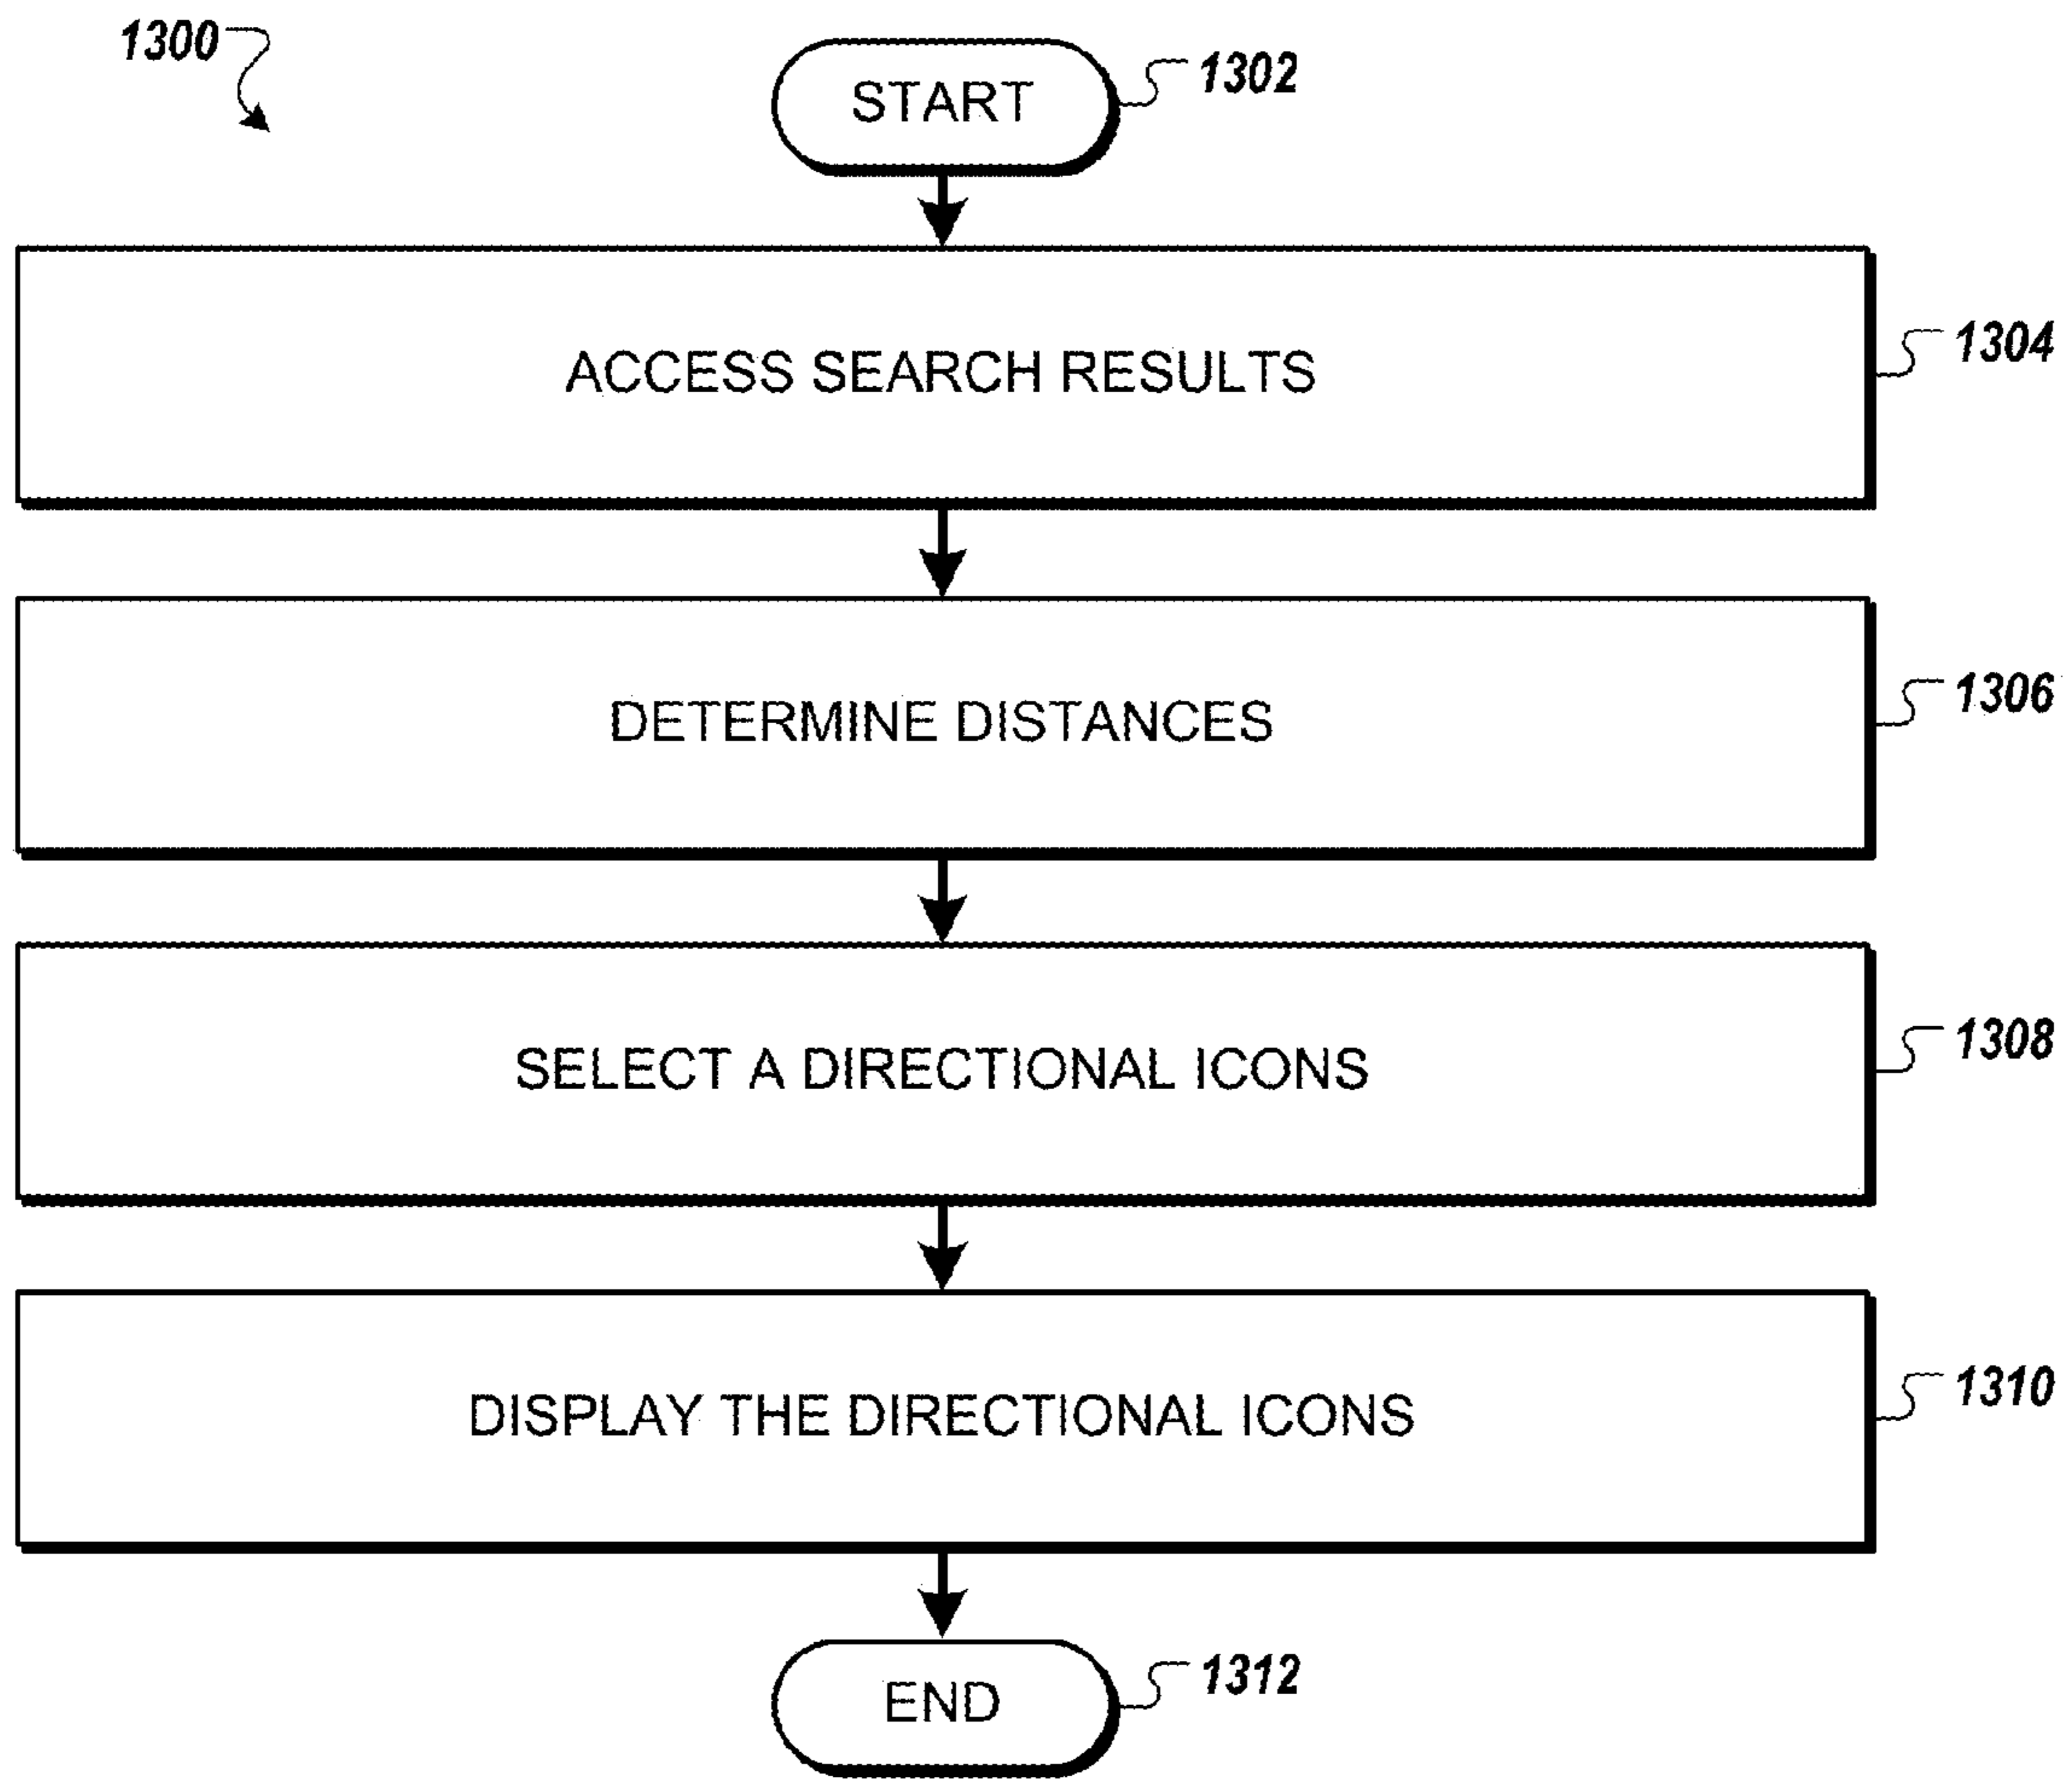 1300
START
1302
ACCESS SEARCH RESULTS
1304
DETERMINE DISTANCES
1306
SELECT A DIRECTIONAL ICONS
1308
DISPLAY THE DIRECTIONAL ICONS
1310
END
1312